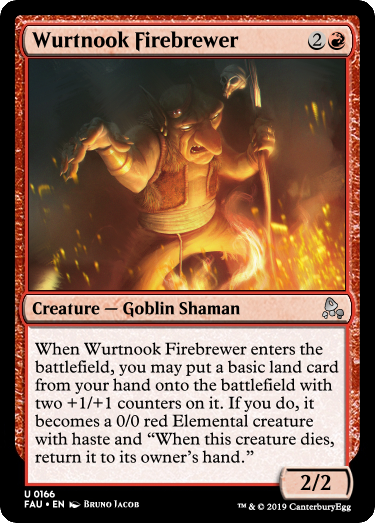 Wurtnook Firebrewer 2
Creature — Goblin Shaman
When Wurtnook Firebrewer enters the
battlefield, you may put a basic land card
from your hand onto the battlefield with
two +1/+1 counters on it. If you do, it
becomes a 0/0 red Elemental creature
with haste and “When this creature dies,
return it to its owner’s hand.”
2/2
U 0166
FAU • EN Bruno Jacob
™ & © 2019 CanterburyEgg